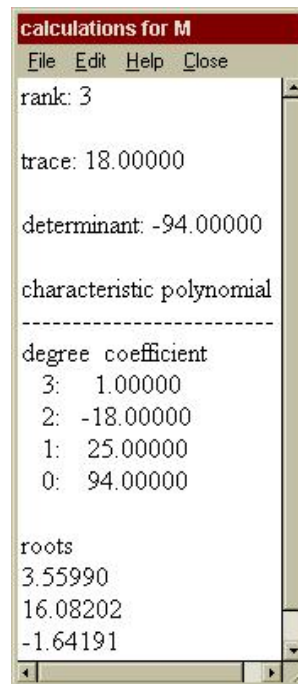 calculations for M
File Edit Help Close
rank: 3
trace: 18.00000
determinant: -94.00000
characteristic polynomial
-------------------------
degree coefficient
3: 1.00000
2: -18.00000
1: 25.00000
0: 94.00000
roots
3.55990
16.08202
-1.64191